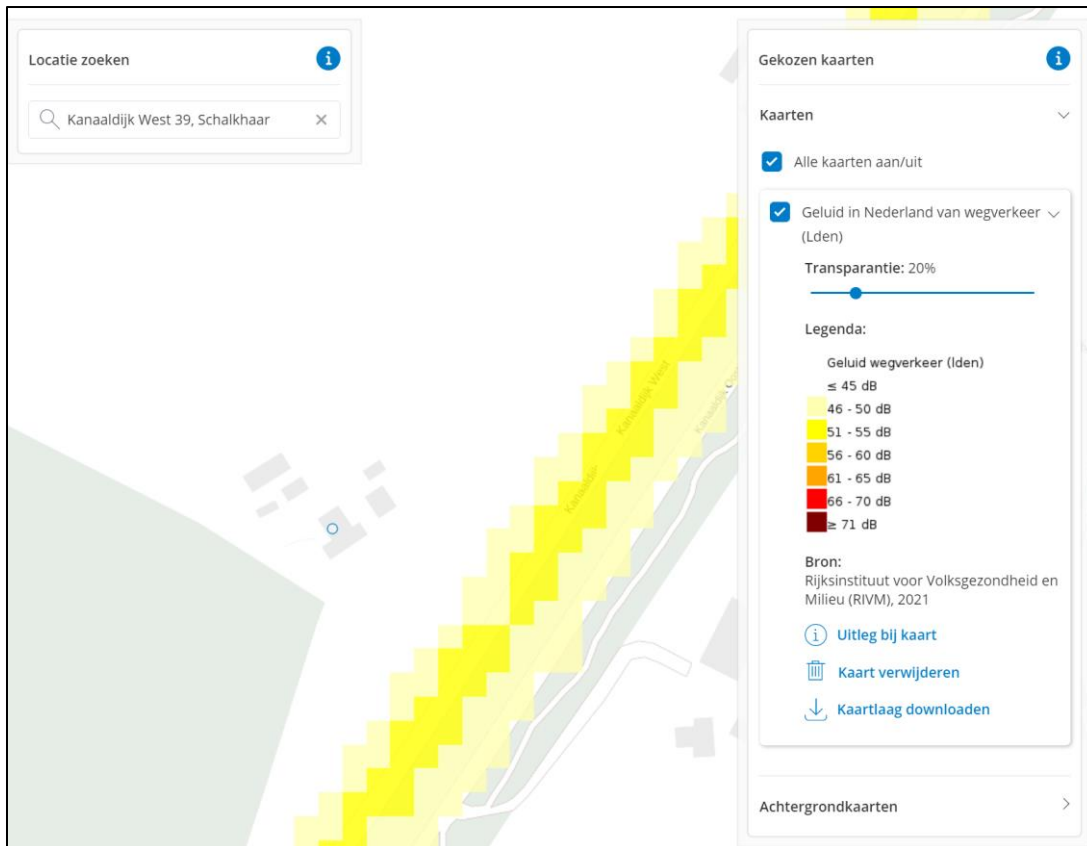 Locatie zoeken
Kanaaldijk West 39, Schalkhaar
Kanaaldijk West
Kanaaldijk
Gekozen kaarten
Kaarten
Alle kaarten aan/uit
Geluid in Nederland van wegverkeer
(Lden)
Transparantie: 20%
Legenda:
Geluid wegverkeer (lden)
≤ 45 dB
46 - 50 dB
51 - 55 dB
56 - 60 dB
61 - 65 dB
66 - 70 dB
≥ 71 dB
Bron:
Rijksinstituut voor Volksgezondheid en
Milieu (RIVM), 2021
Uitleg bij kaart
Kaart verwijderen
Kaartlaag downloaden
Achtergrondkaarten